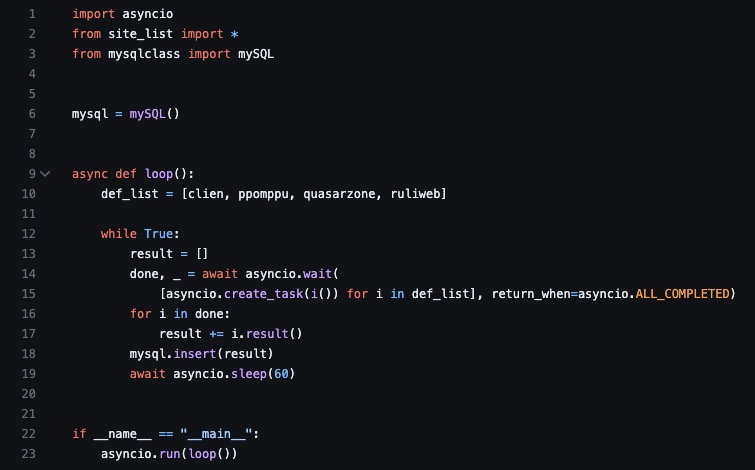 1 import asyncio
2 from site_list import *
3 from mysqlclass import mySQL
4
5
6 mysql = mySQL()
7
8
9 async def loop():
10     def_list = [clien, ppomppu, quasarzone, ruliweb]
11
12     while True:
13         result = []
14         done, _ = await asyncio.wait(
15             [asyncio.create_task(i()) for i in def_list], return_when=asyncio.ALL_COMPLETED)
16         for i in done:
17             result += i.result()
18         mysql.insert(result)
19         await asyncio.sleep(60)
20
21
22 if __name__ == "__main__":
23     asyncio.run(loop())